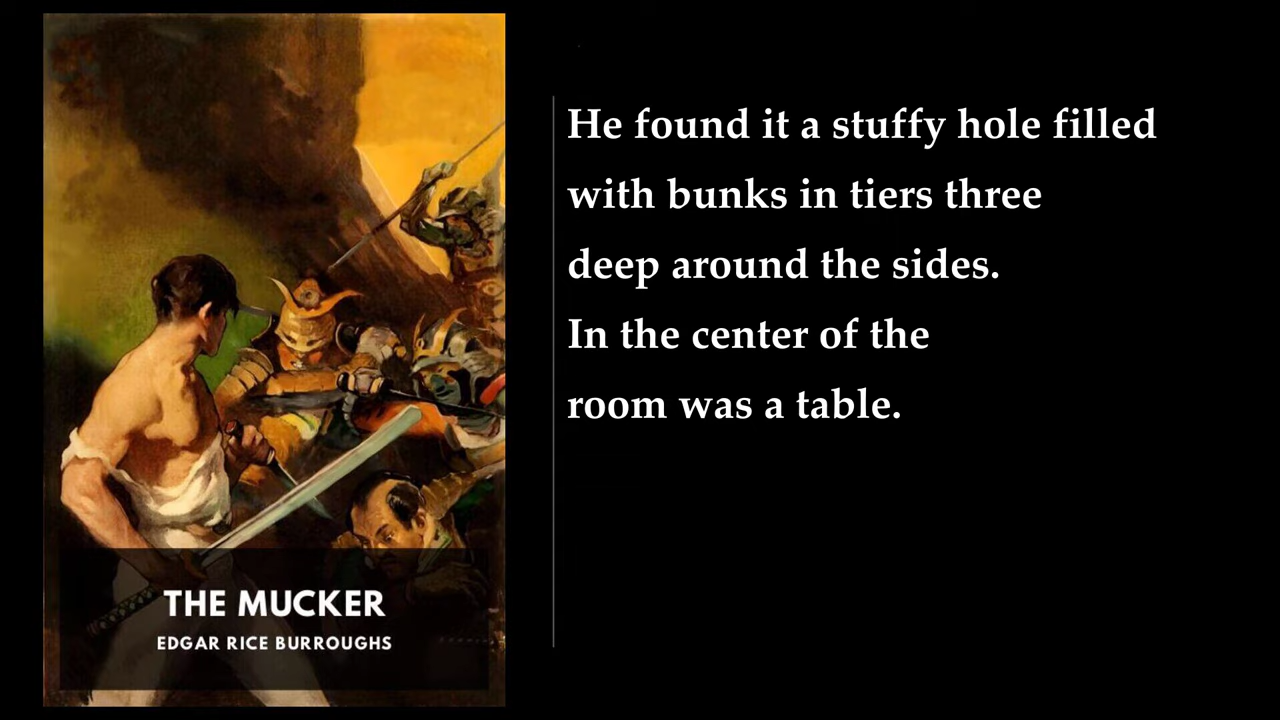 He found it a stuffy hole filled
with bunks in tiers three
deep around the sides.
In the center of the
room was a table.
THE MUCKER
EDGAR RICE BURROUGHS